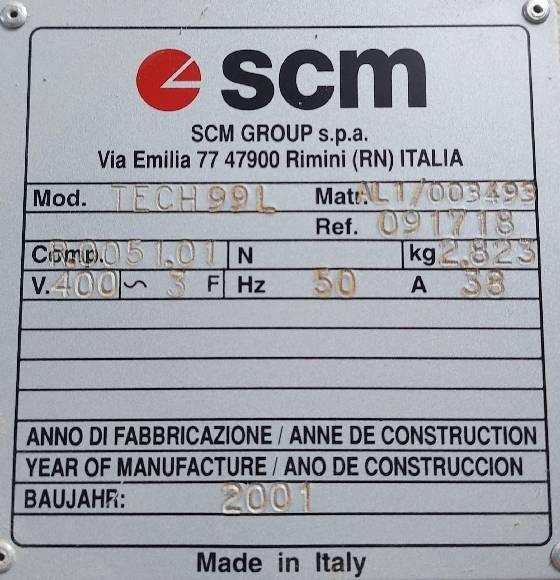 scm
SCM GROUP s.p.a.
Via Emilia 77 47900 Rimini (RN) ITALIA
Mod. TECH 99L Matr. AL1/003493
Ref. 091718
Comp. N kg 2.823
V. 400 ~ 3 F Hz 50 A 38
ANNO DI FABBRICAZIONE / ANNE DE CONSTRUCTION
YEAR OF MANUFACTURE / ANO DE CONSTRUCCION
BAUJAHR: 2001
Made in Italy